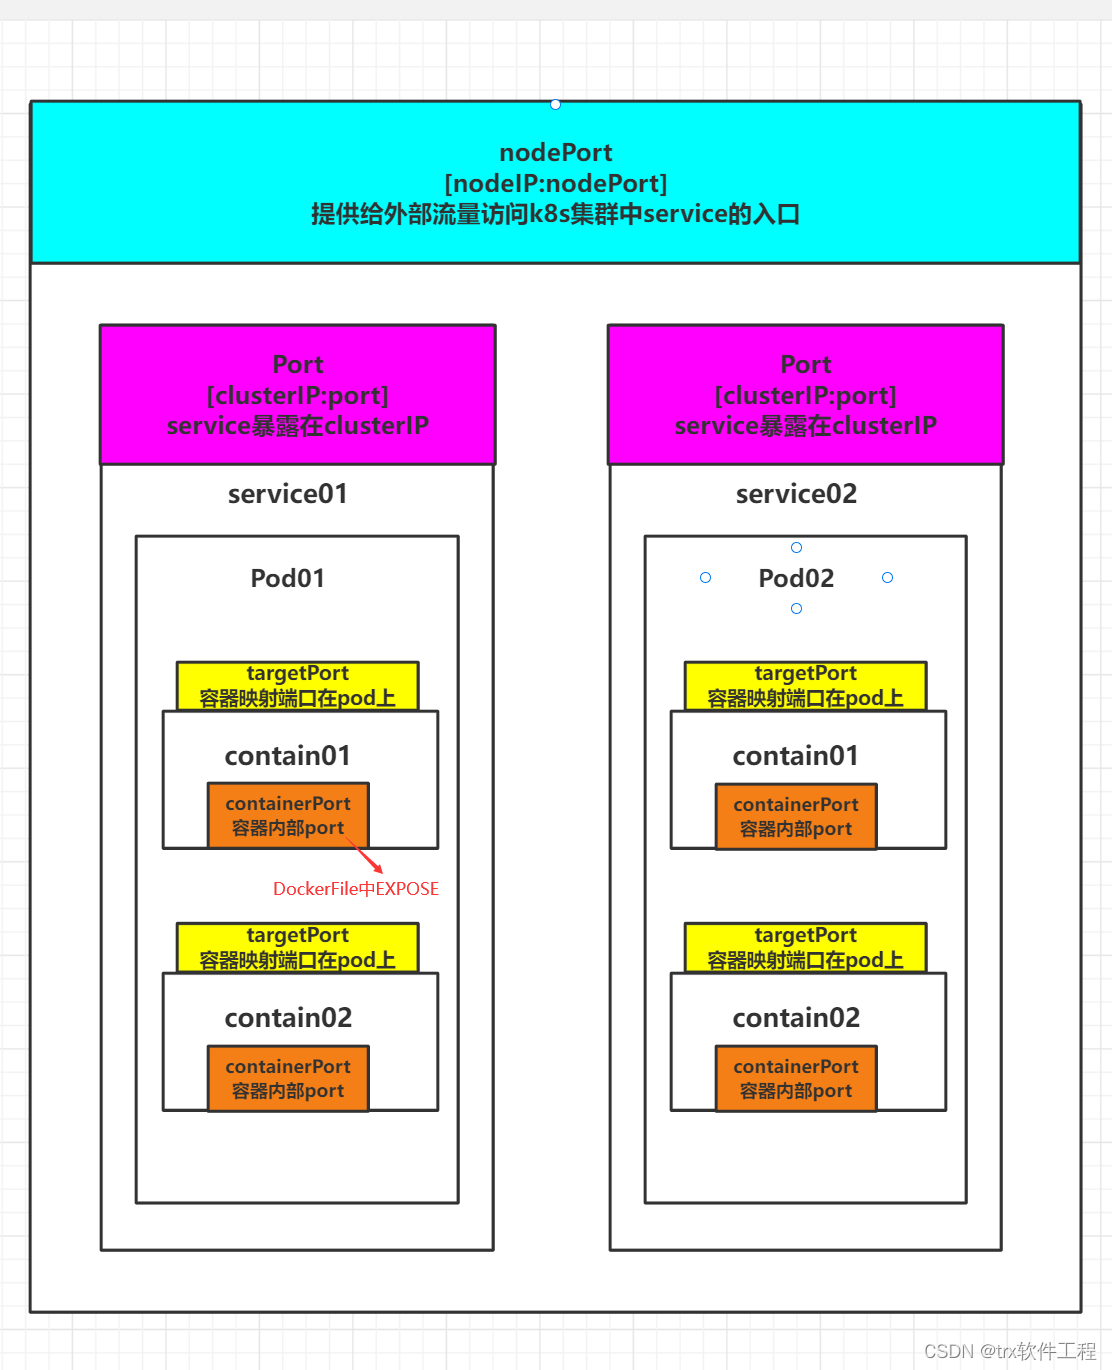 nodePort
[nodeIP:nodePort]
提供给外部流量访问k8s集群中service的入口
Port
[clusterIP:port]
service暴露在clusterIP
service01
Pod01
targetPort
容器映射端口在pod上
contain01
containerPort
容器内部port
DockerFile中EXPOSE
targetPort
容器映射端口在pod上
contain02
containerPort
容器内部port
Port
[clusterIP:port]
service暴露在clusterIP
service02
Pod02
targetPort
容器映射端口在pod上
contain01
containerPort
容器内部port
targetPort
容器映射端口在pod上
contain02
containerPort
容器内部port
CSDN @trx软件工程